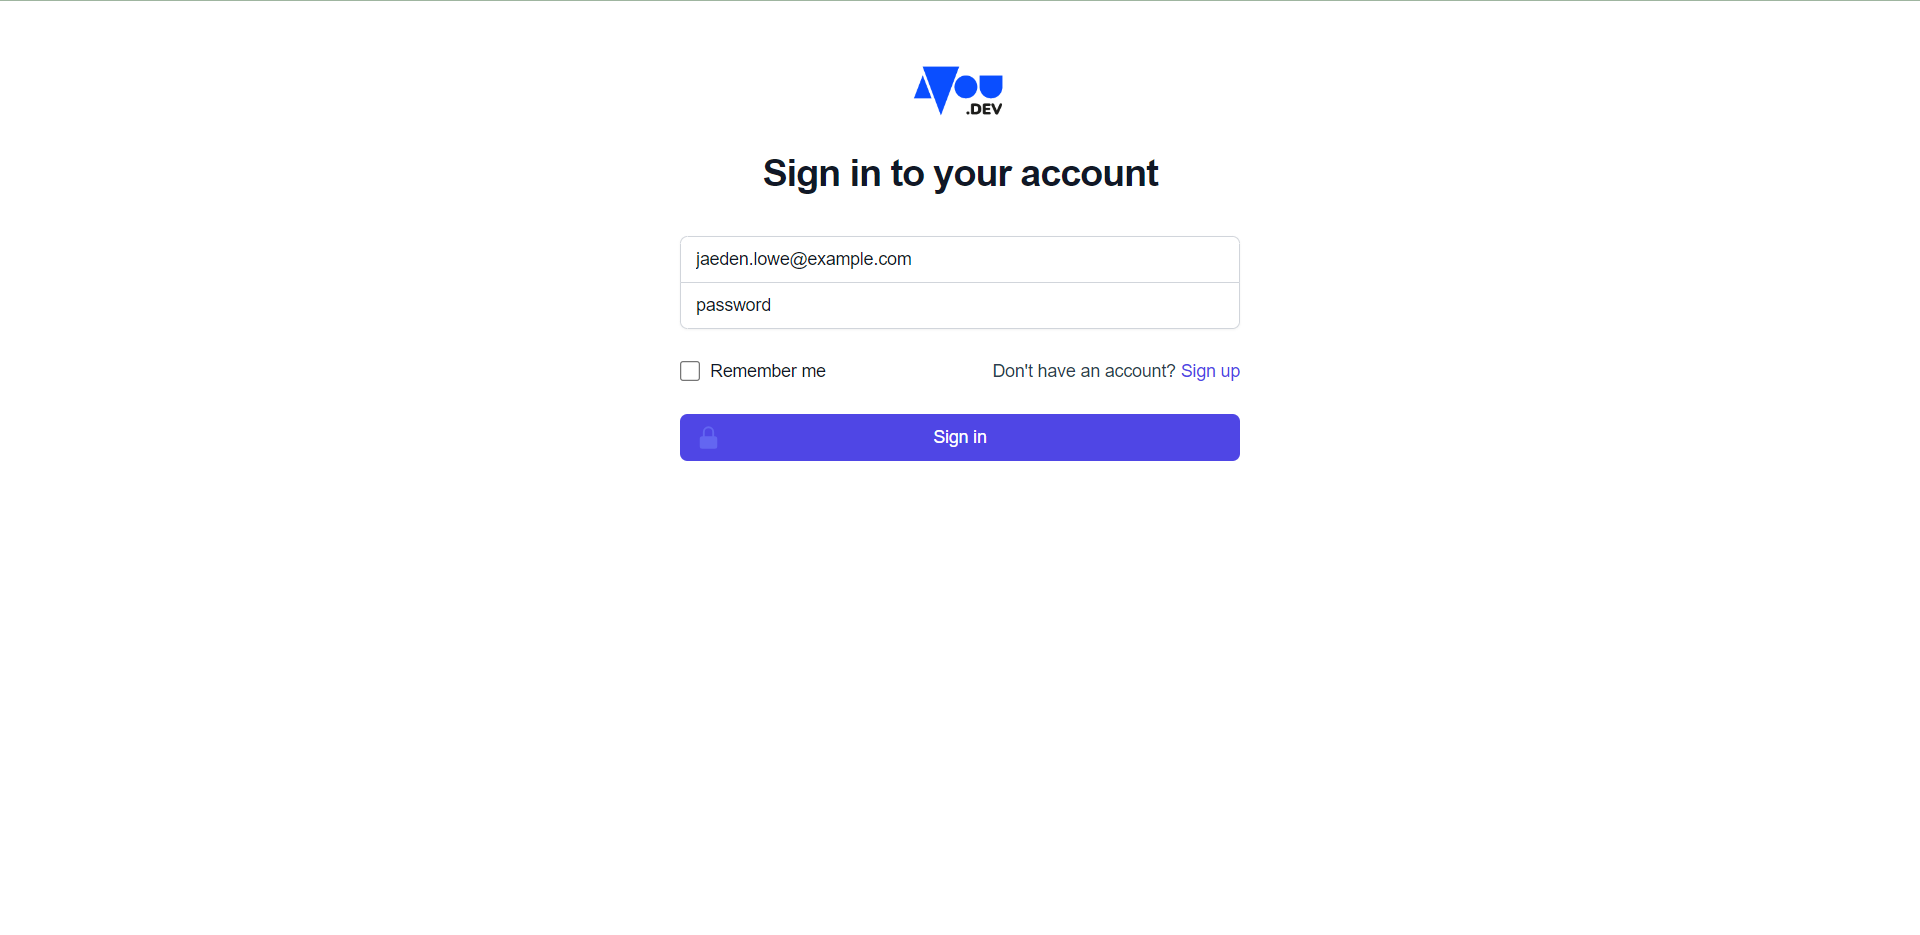 AYOU
.DEV
Sign in to your account
jaeden.lowe@example.com
password
Remember me
Don't have an account? Sign up
Sign in